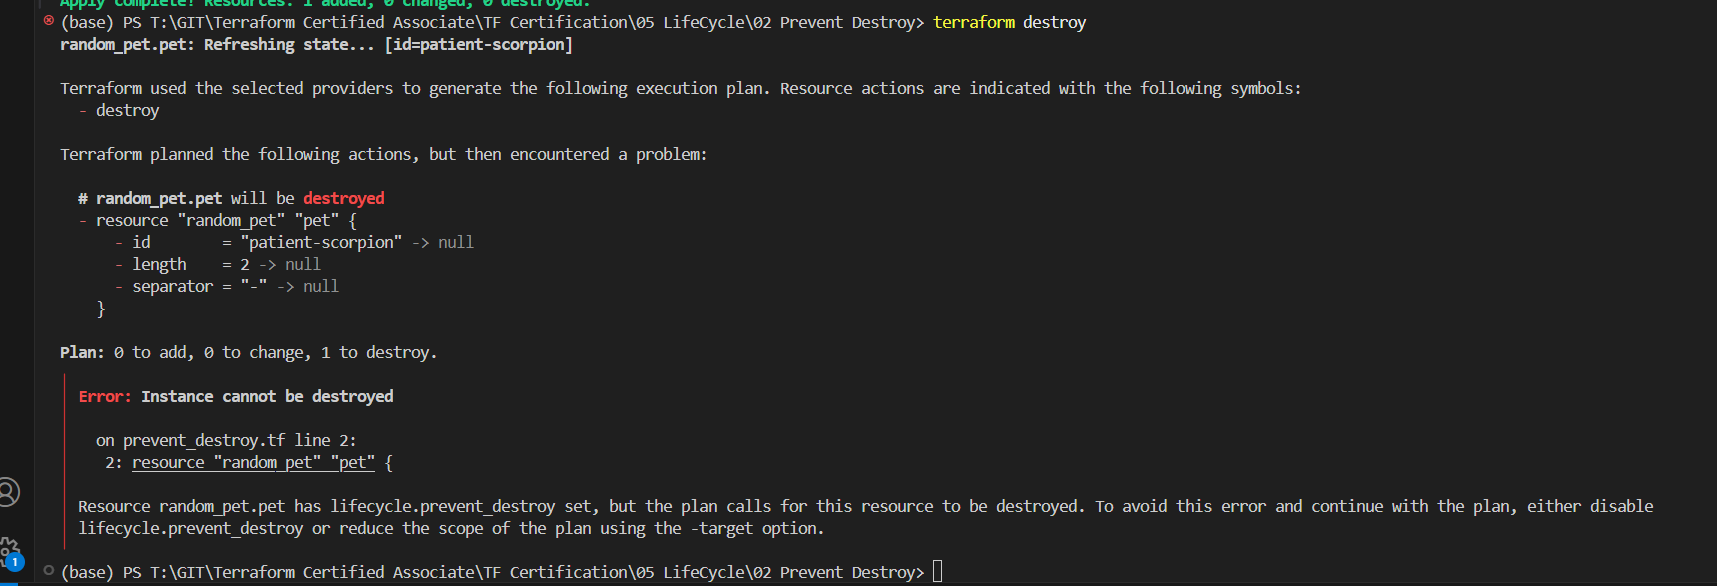 Apply complete! Resources: 1 added, 0 changed, 0 destroyed.
(base) PS T:\GIT\Terraform Certified Associate\TF Certification\05 LifeCycle\02 Prevent Destroy> terraform destroy
random_pet.pet: Refreshing state... [id=patient-scorpion]
Terraform used the selected providers to generate the following execution plan. Resource actions are indicated with the following symbols:
- destroy
Terraform planned the following actions, but then encountered a problem:
# random_pet.pet will be destroyed
- resource "random_pet" "pet" {
- id        = "patient-scorpion" -> null
- length    = 2 -> null
- separator = "-" -> null
}
Plan: 0 to add, 0 to change, 1 to destroy.
Error: Instance cannot be destroyed
on prevent_destroy.tf line 2:
2: resource "random_pet" "pet" {
Resource random_pet.pet has lifecycle.prevent_destroy set, but the plan calls for this resource to be destroyed. To avoid this error and continue with the plan, either disable
lifecycle.prevent_destroy or reduce the scope of the plan using the -target option.
1
(base) PS T:\GIT\Terraform Certified Associate\TF Certification\05 LifeCycle\02 Prevent Destroy>